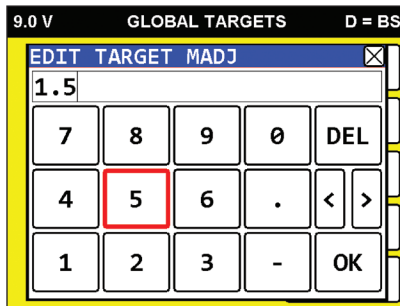 9.0 V GLOBAL TARGETS D = BS
EDIT TARGET MADJ
1.5
7 8 9 0 DEL
4 5 6 . < >
1 2 3 - OK